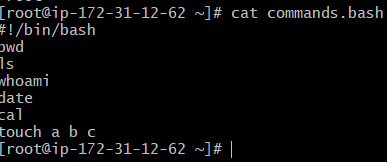 [root@ip-172-31-12-62 ~]# cat commands.bash
#!/bin/bash
pwd
ls
whoami
date
cal
touch a b c
[root@ip-172-31-12-62 ~]#